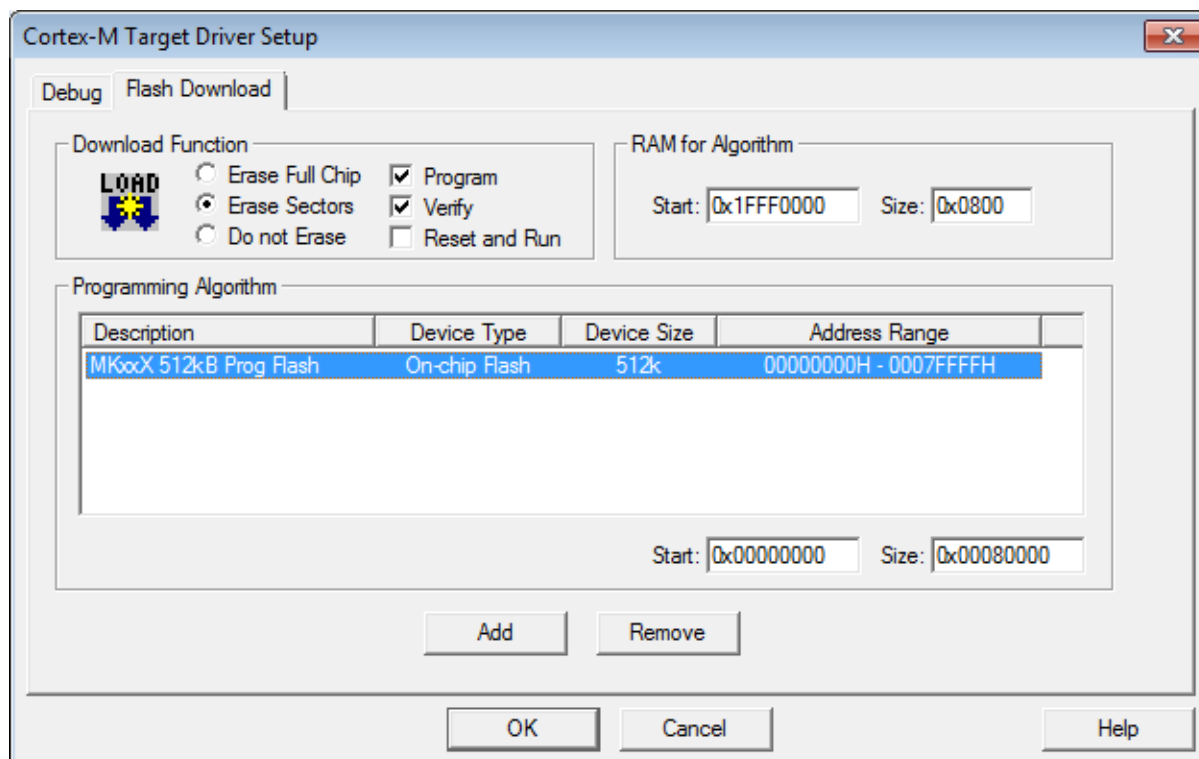 Cortex-M Target Driver Setup
Debug Flash Download
Download Function
LOAD
Erase Full Chip
Erase Sectors
Do not Erase
Program
Verify
Reset and Run
RAM for Algorithm
Start: 0x1FFF0000 Size: 0x0800
Programming Algorithm
Description Device Type Device Size Address Range
MKxxX 512kB Prog Flash On-chip Flash 512k 00000000H - 0007FFFFH
Start: 0x00000000 Size: 0x00080000
Add Remove
OK Cancel Help